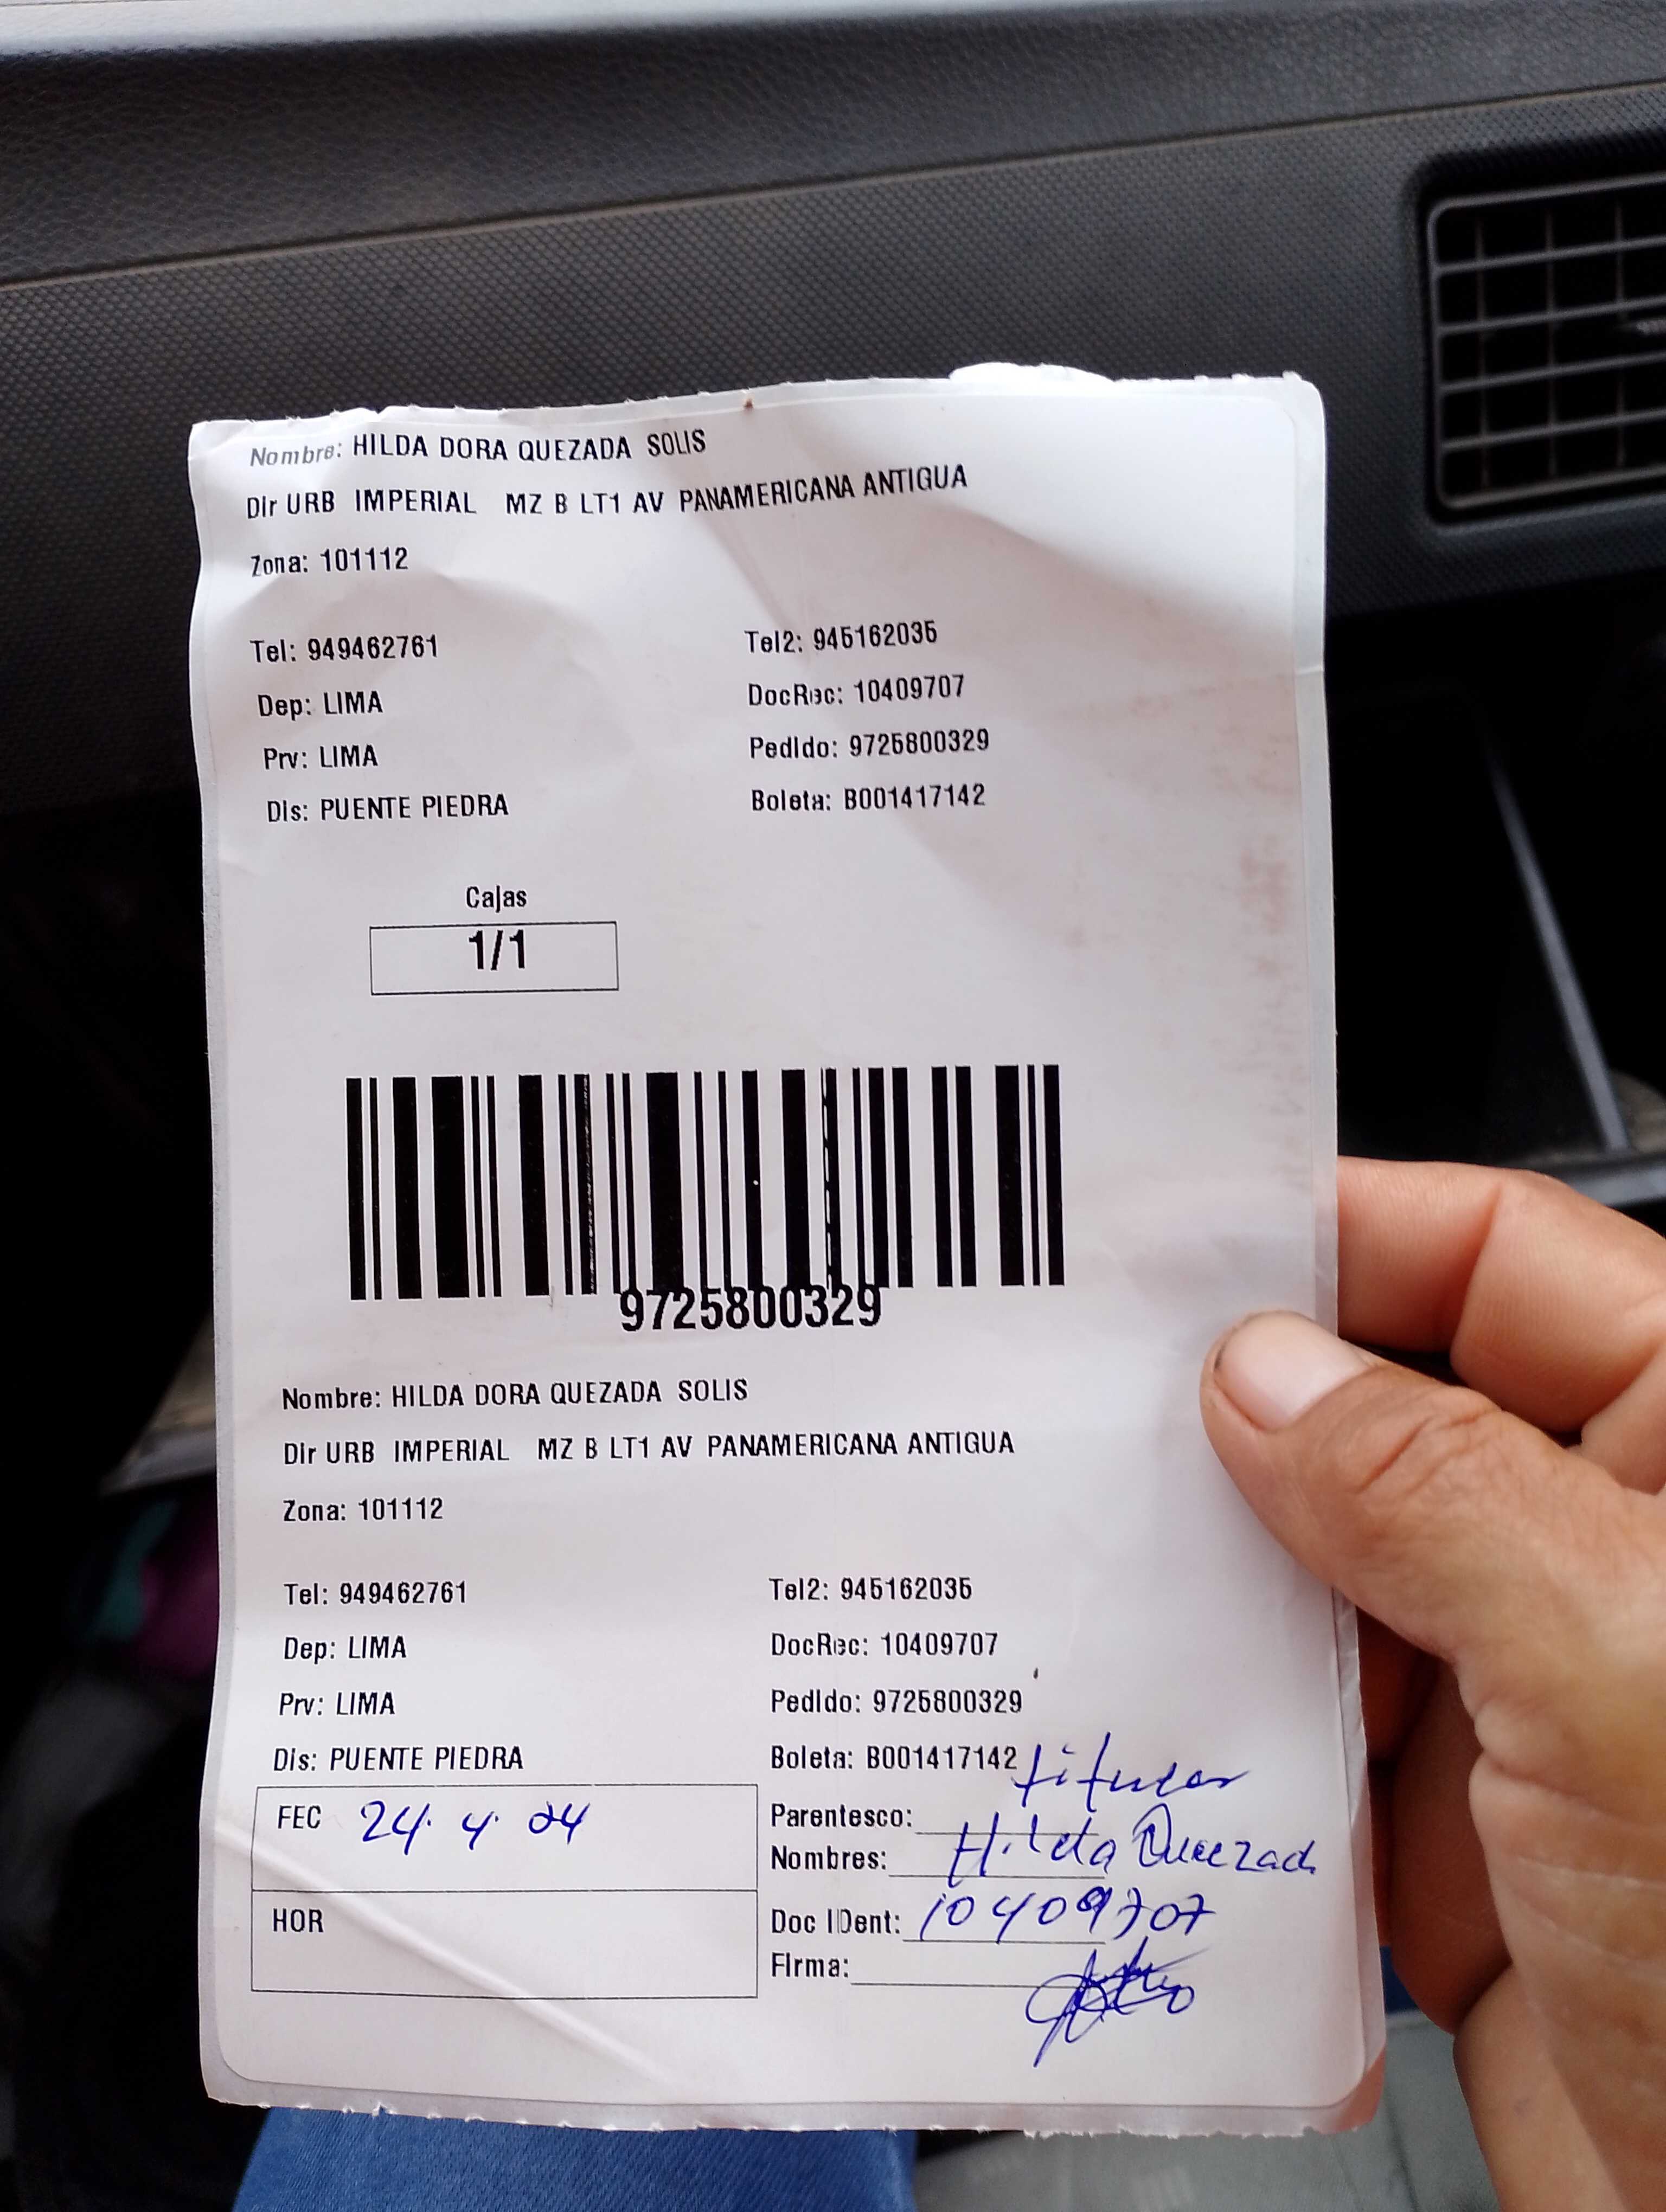 Nombre: HILDA DORA QUEZADA SOLIS
Dir URB IMPERIAL MZ B LT1 AV PANAMERICANA ANTIGUA
Zona: 101112
Tel: 949462761 Tel2: 945162035
Dep: LIMA DocRec: 10409707
Prv: LIMA Pedido: 9725800329
Dis: PUENTE PIEDRA Boleta: B001417142
Cajas
1/1
9725800329
Nombre: HILDA DORA QUEZADA SOLIS
Dir URB IMPERIAL MZ B LT1 AV PANAMERICANA ANTIGUA
Zona: 101112
Tel: 949462761 Tel2: 945162035
Dep: LIMA DocRec: 10409707
Prv: LIMA Pedido: 9725800329
Dis: PUENTE PIEDRA Boleta: B001417142
FEC 24. 4. 24 Parentesco: titular
Nombres: Hilda Quezada
HOR Doc IDent: 10409707
Firma: